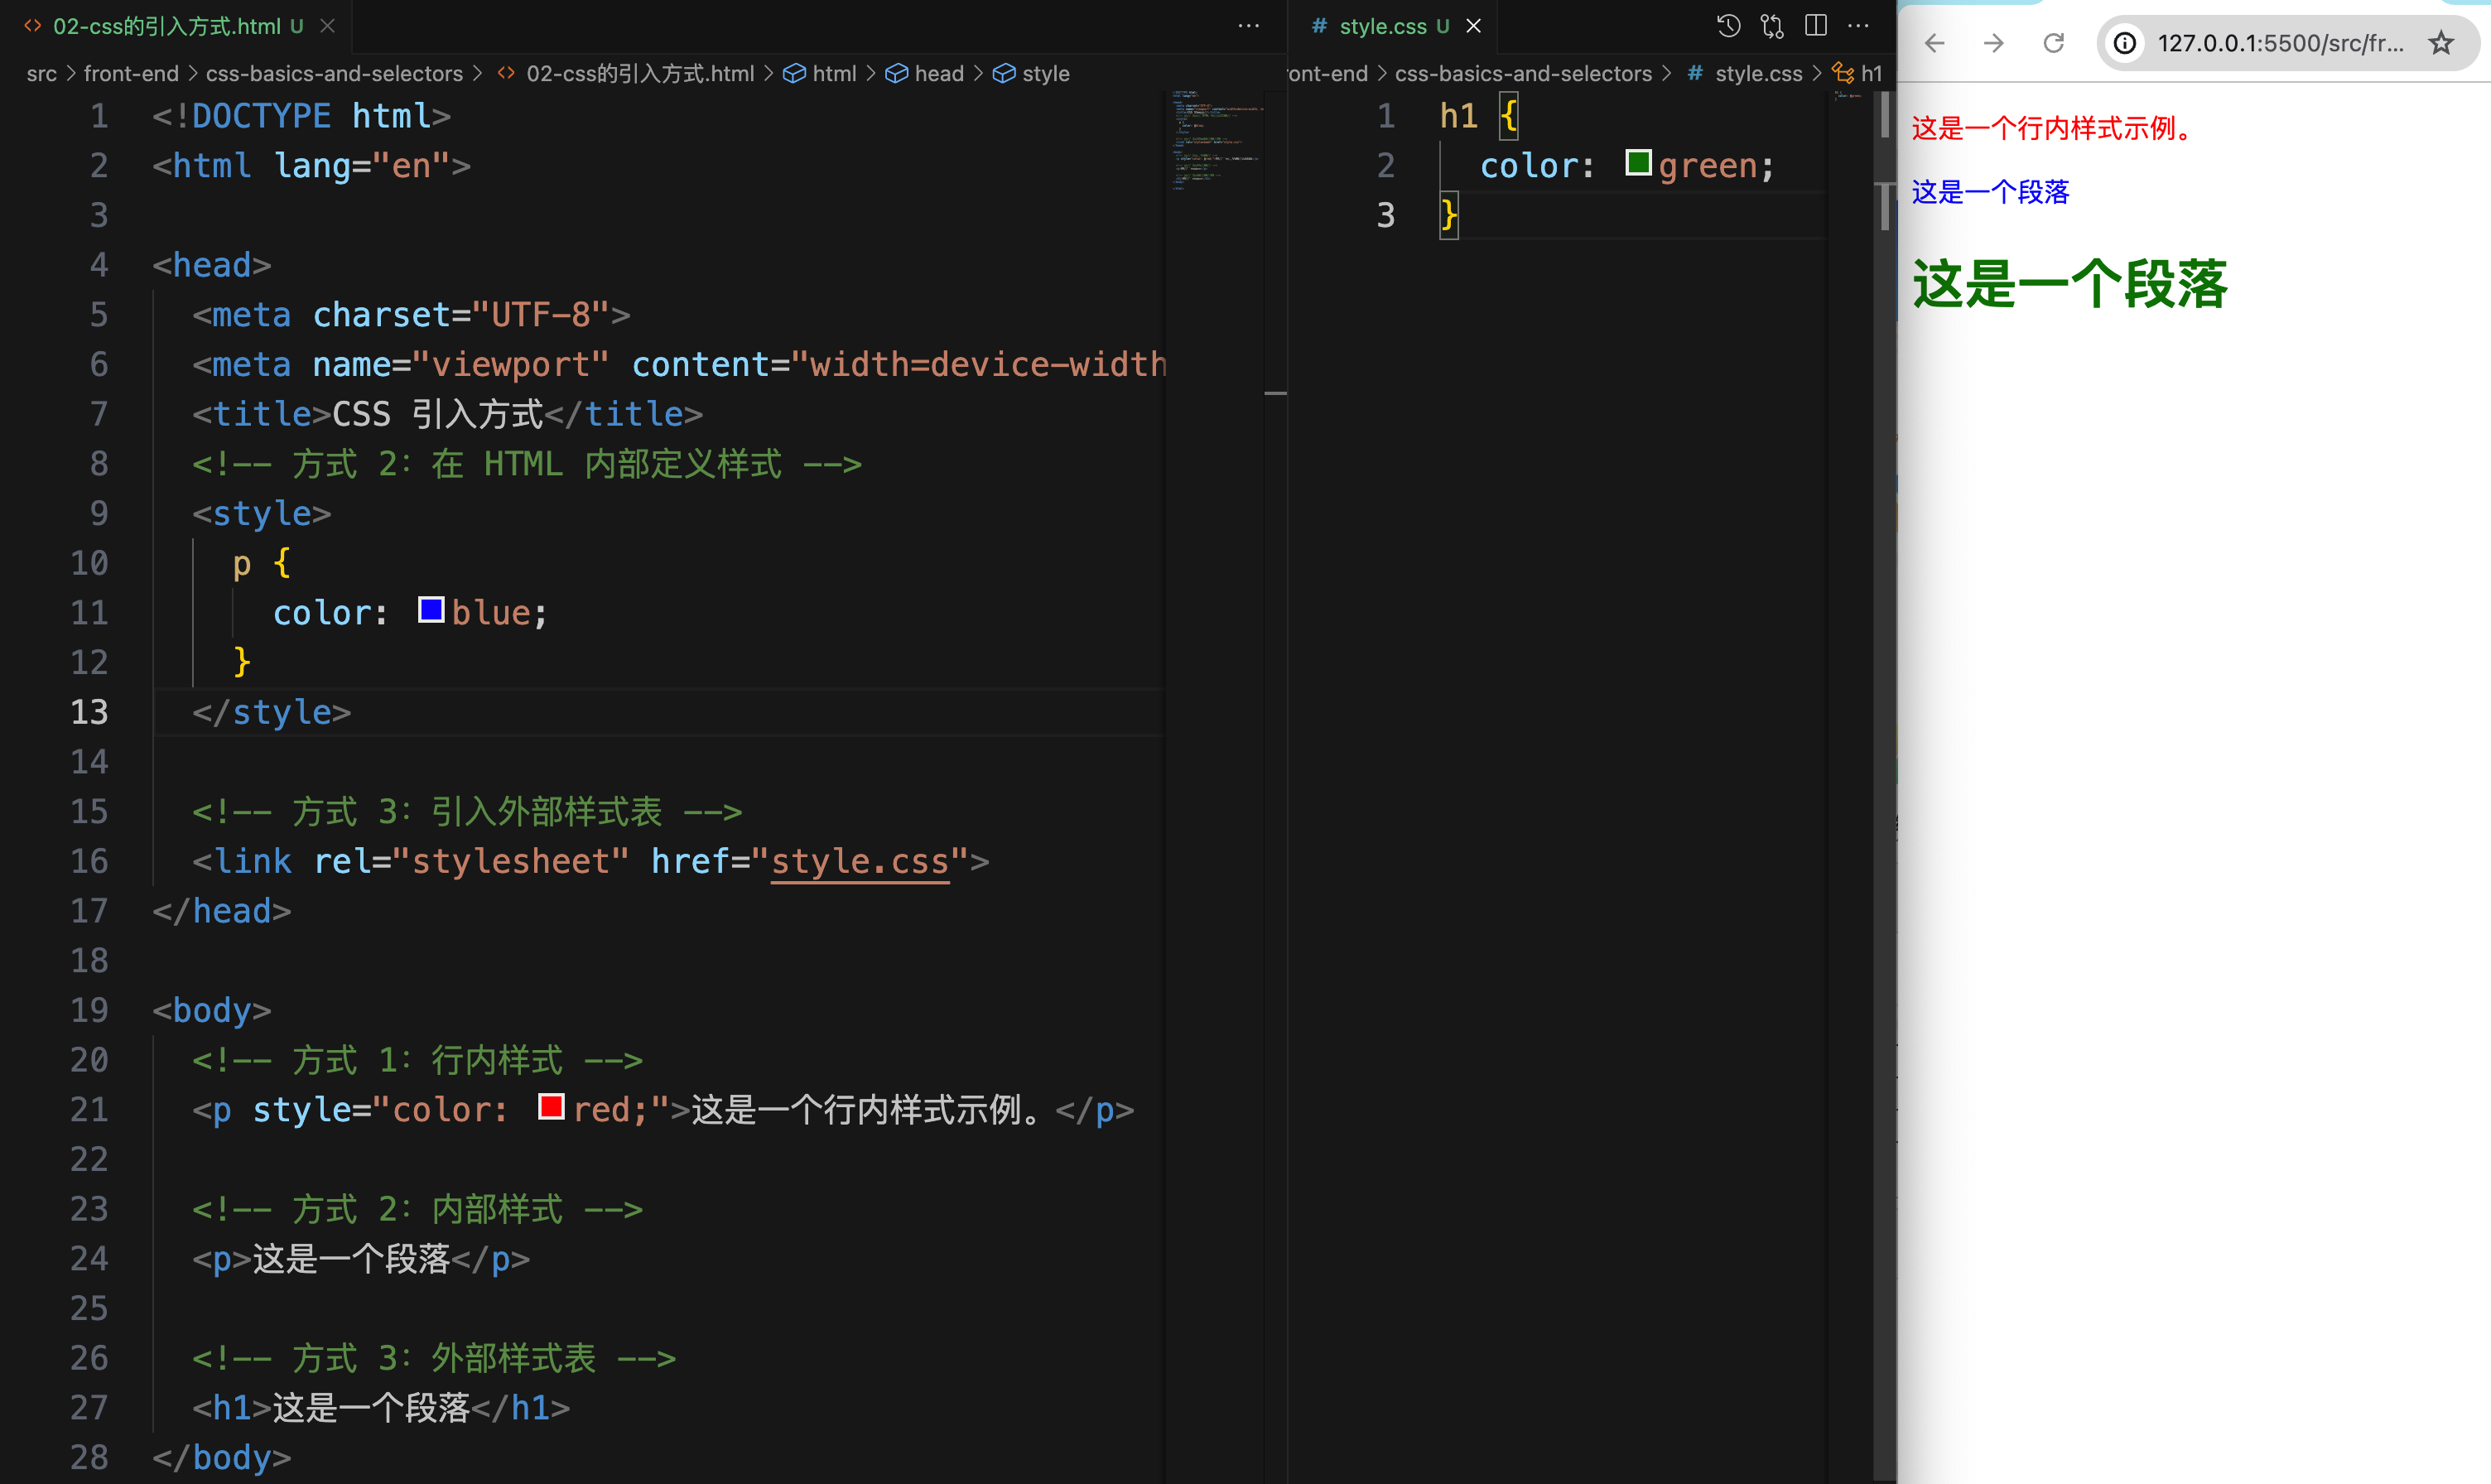 02-css的引入方式.html U
src > front-end > css-basics-and-selectors > 02-css的引入方式.html > html > head > style
1 <!DOCTYPE html>
2 <html lang="en">
3
4 <head>
5 <meta charset="UTF-8">
6 <meta name="viewport" content="width=device-width
7 <title>CSS 引入方式</title>
8 <!-- 方式 2: 在 HTML 内部定义样式 -->
9 <style>
10 p {
11 color: blue;
12 }
13 </style>
14
15 <!-- 方式 3: 引入外部样式表 -->
16 <link rel="stylesheet" href="style.css">
17 </head>
18
19 <body>
20 <!-- 方式 1: 行内样式 -->
21 <p style="color: red;">这是一个行内样式示例。</p>
22
23 <!-- 方式 2: 内部样式 -->
24 <p>这是一个段落</p>
25
26 <!-- 方式 3: 外部样式表 -->
27 <h1>这是一个段落</h1>
28 </body>
# style.css U
ont-end > css-basics-and-selectors > # style.css > h1
1 h1 {
2 color: green;
3 }
127.0.0.1:5500/src/fr...
这是一个行内样式示例。
这是一个段落
这是一个段落